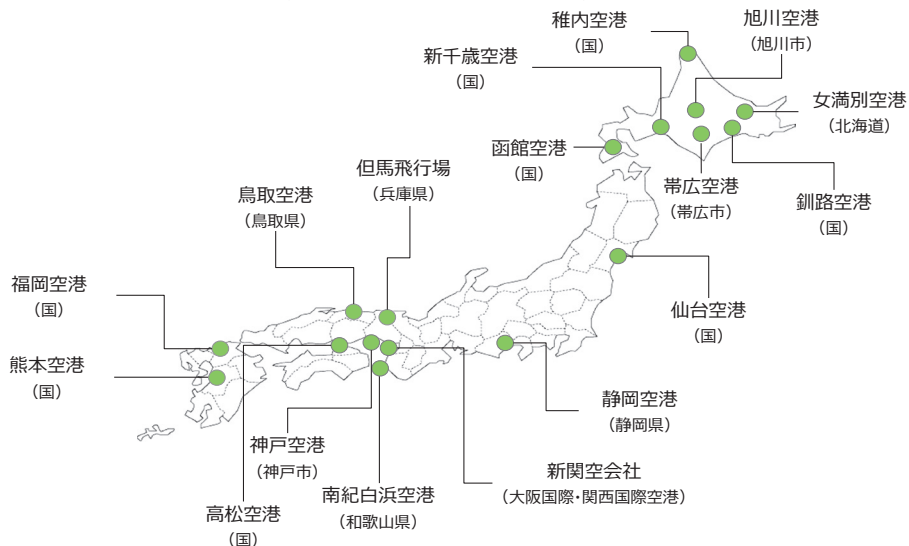 稚内空港
(国)
旭川空港
(旭川市)
新千歳空港
(国)
女満別空港
(北海道)
函館空港
(国)
帯広空港
(帯広市)
釧路空港
(国)
但馬飛行場
(兵庫県)
鳥取空港
(鳥取県)
福岡空港
(国)
仙台空港
(国)
熊本空港
(国)
静岡空港
(静岡県)
神戸空港
(神戸市)
新関空会社
(大阪国際・関西国際空港)
南紀白浜空港
(和歌山県)
高松空港
(国)